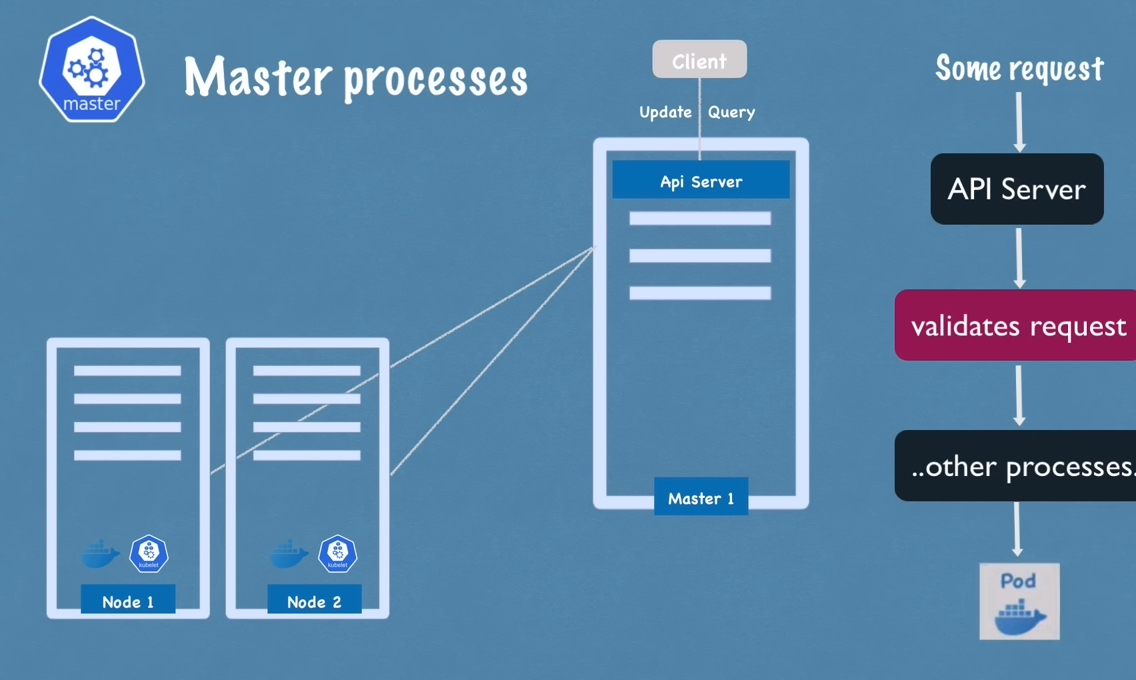 master
Master processes
Client
Update Query
Api Server
Master 1
kubelet
Node 1
kubelet
Node 2
Some request
API Server
validates request
..other processes.
Pod